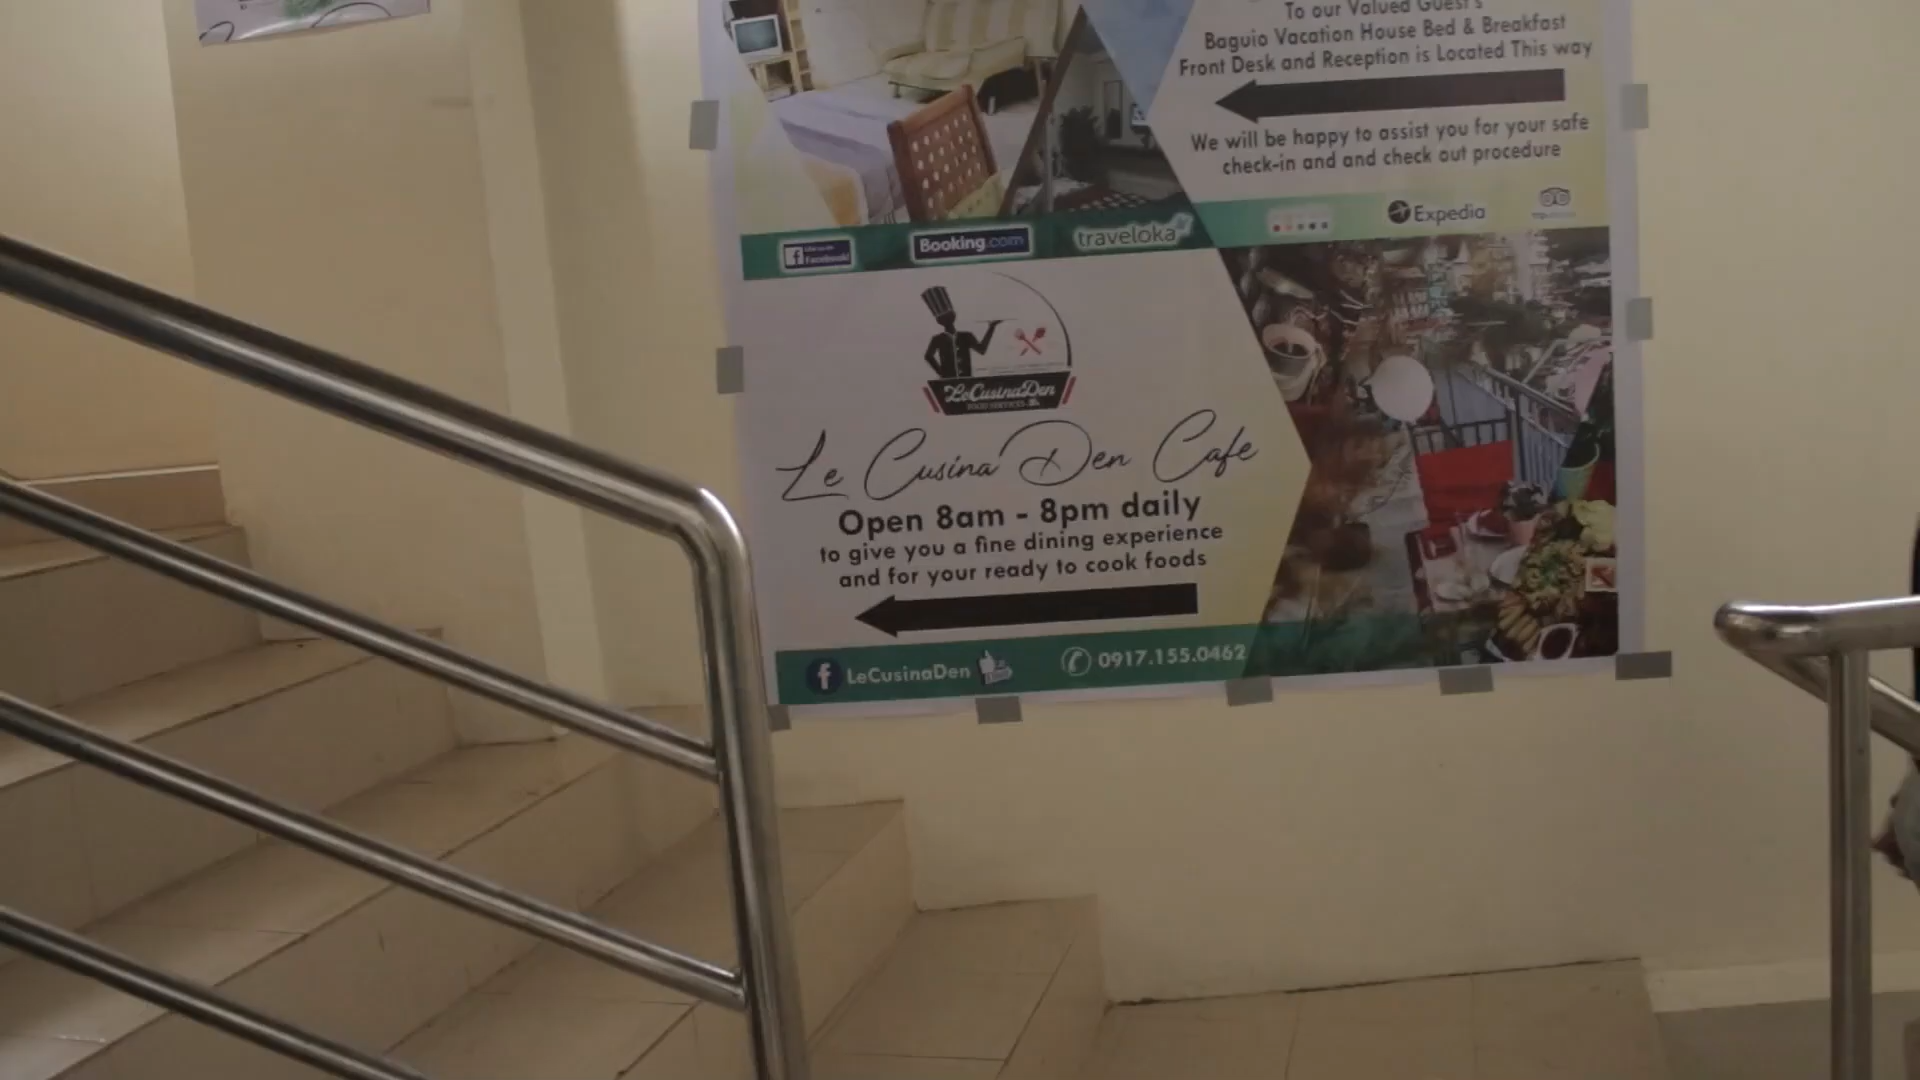 To our Valued Guest's
Baguio Vacation House Bed & Breakfast
Front Desk and Reception is Located This way
We will be happy to assist you for your safe
check-in and and check out procedure
Facebook!
Booking.com
traveloka
Expedia
LeCusinaDen
Le Cusina Den Cafe
Open 8am - 8pm daily
to give you a fine dining experience
and for your ready to cook foods
LeCusinaDen
0917.155.0462